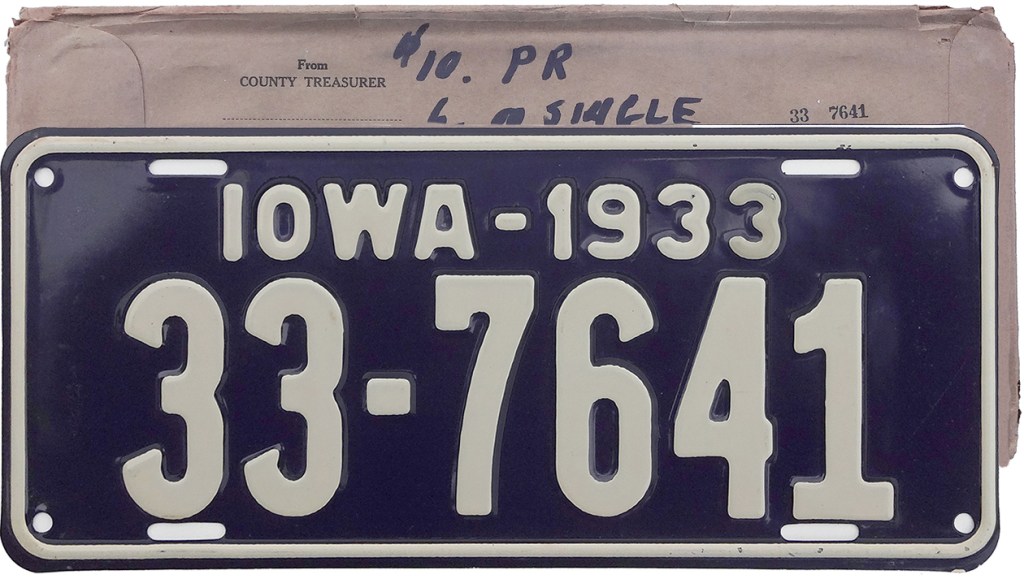 From
COUNTY TREASURER
$10. PR
SINGLE
33 7641
IOWA-1933
33-7641